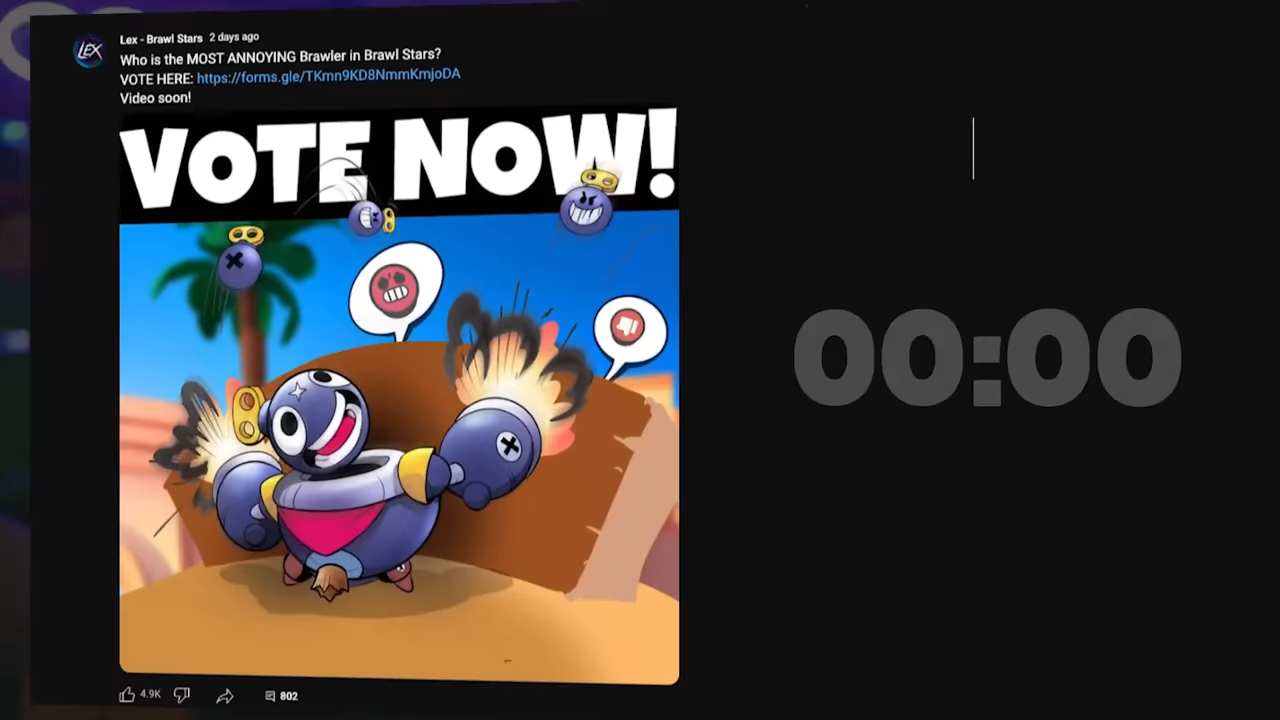 LEX
Lex - Brawl Stars 2 days ago
Who is the MOST ANNOYING Brawler in Brawl Stars?
VOTE HERE: https://forms.gle/TKmn9KD8NmmKmjoDA
Video soon!
VOTE NOW!
00:00
4.9K
802